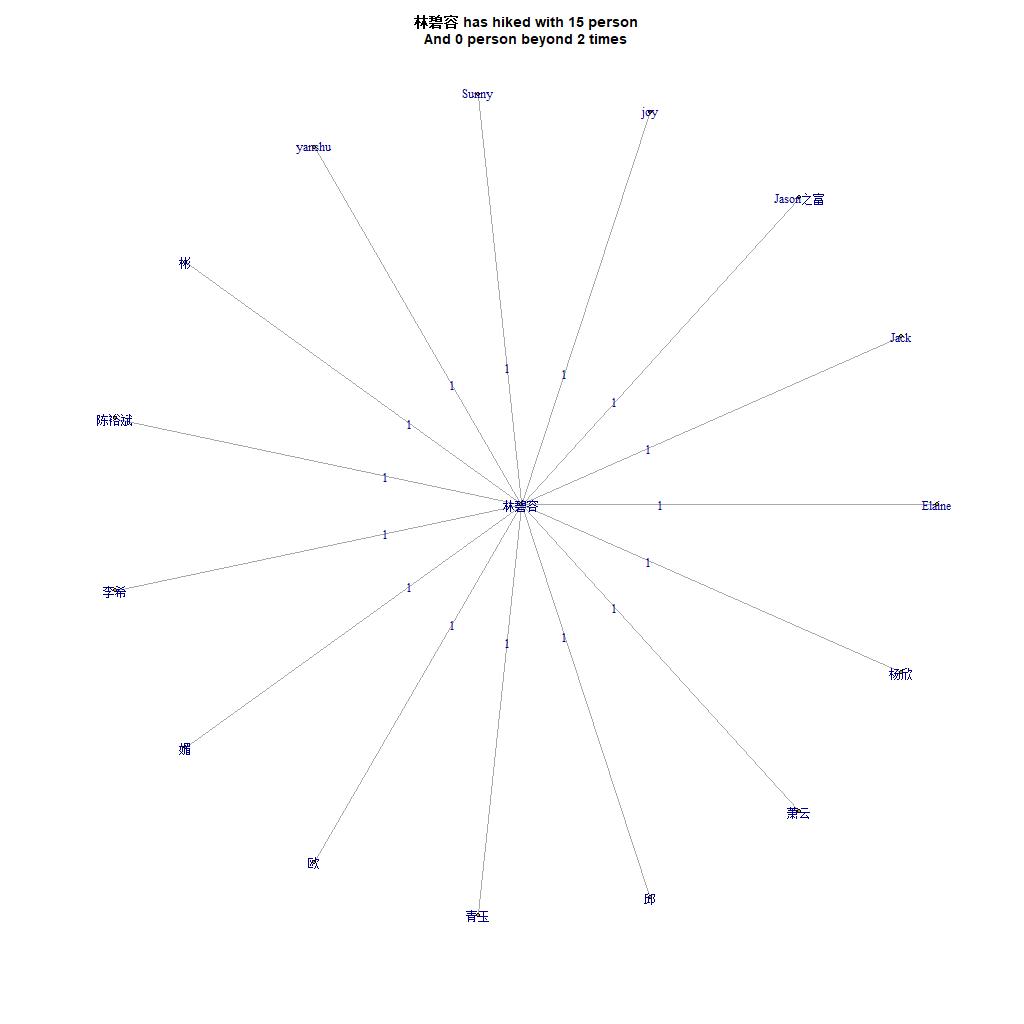 林碧容 has hiked with 15 person
And 0 person beyond 2 times
Sunny
joy
yanshu
Jason之富
彬
Jack
1
1
1
1
陈裕斌
1
1
1
Elaine
林碧容
1
1
1
杨欣
李希
1
1
1
1
1
媚
萧云
欧
邱
青玉